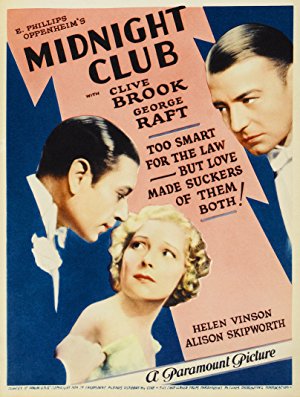 E. PHILLIPS
OPPENHEIM'S
MIDNIGHT
CLUB
WITH CLIVE
BROOK
GEORGE
RAFT
TOO SMART
FOR THE LAW
— BUT LOVE
MADE SUCKERS
OF THEM
BOTH!
HELEN VINSON
ALISON SKIPWORTH
A Paramount Picture